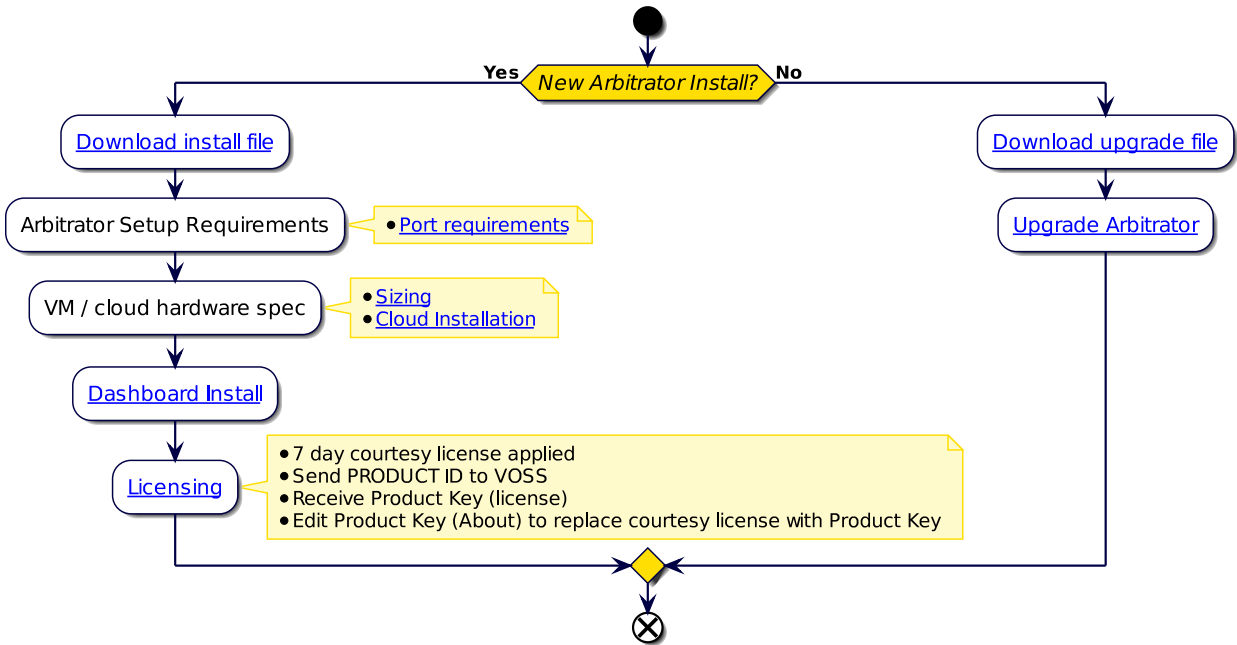 New Arbitrator Install?
Yes
No
Download install file
Arbitrator Setup Requirements
•Port requirements
VM / cloud hardware spec
•Sizing
•Cloud Installation
Dashboard Install
Licensing
•7 day courtesy license applied
•Send PRODUCT ID to VOSS
•Receive Product Key (license)
•Edit Product Key (About) to replace courtesy license with Product Key
Download upgrade file
Upgrade Arbitrator